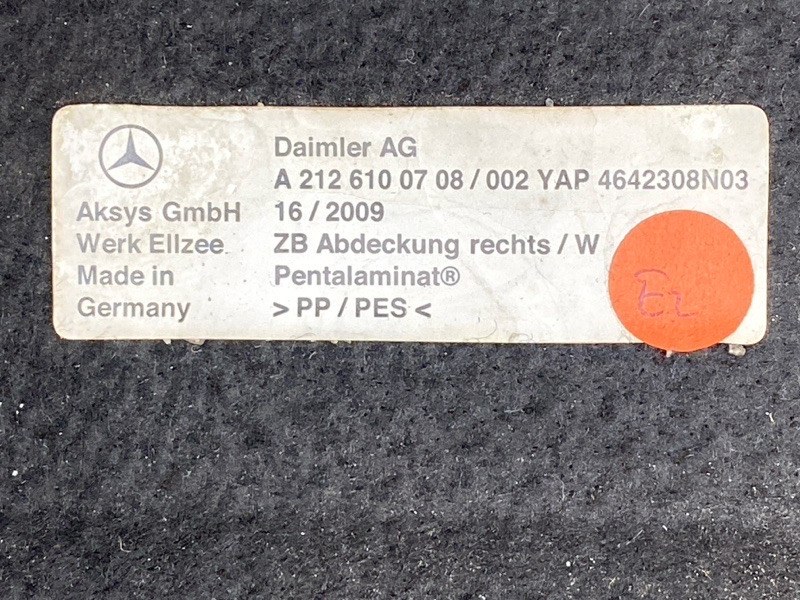 Daimler AG
A 212 610 07 08 / 002 YAP 4642308N03
Aksys GmbH 16 / 2009
Werk Ellzee ZB Abdeckung rechts / W
Made in Pentalaminat®
Germany > PP / PES <